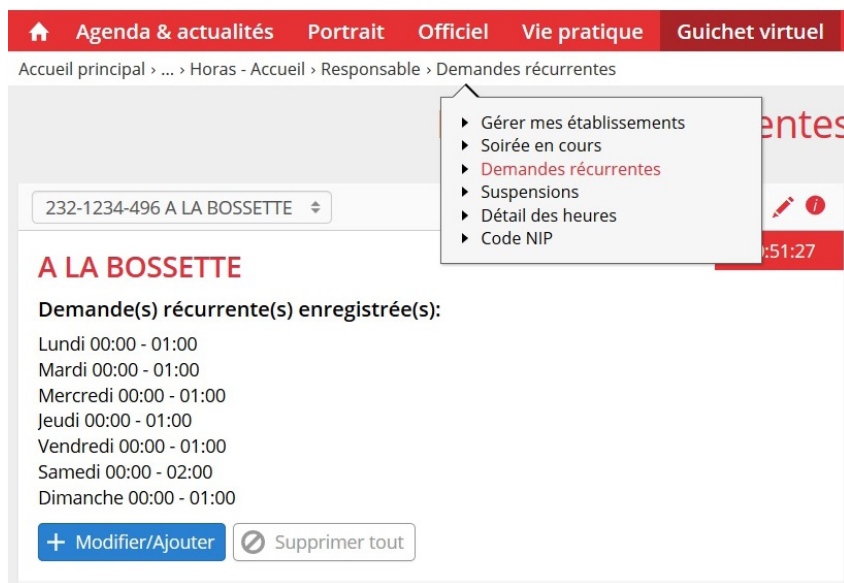 Agenda & actualités Portrait Officiel Vie pratique Guichet virtuel
Accueil principal › ... › Horas - Accueil › Responsable › Demandes récurrentes
Gérer mes établissements
Soirée en cours
Demandes récurrentes
Suspensions
Détail des heures
Code NIP
232-1234-496 A LA BOSSETTE
:51:27
A LA BOSSETTE
Demande(s) récurrente(s) enregistrée(s):
Lundi 00:00 - 01:00
Mardi 00:00 - 01:00
Mercredi 00:00 - 01:00
Jeudi 00:00 - 01:00
Vendredi 00:00 - 01:00
Samedi 00:00 - 02:00
Dimanche 00:00 - 01:00
Modifier/Ajouter Supprimer tout